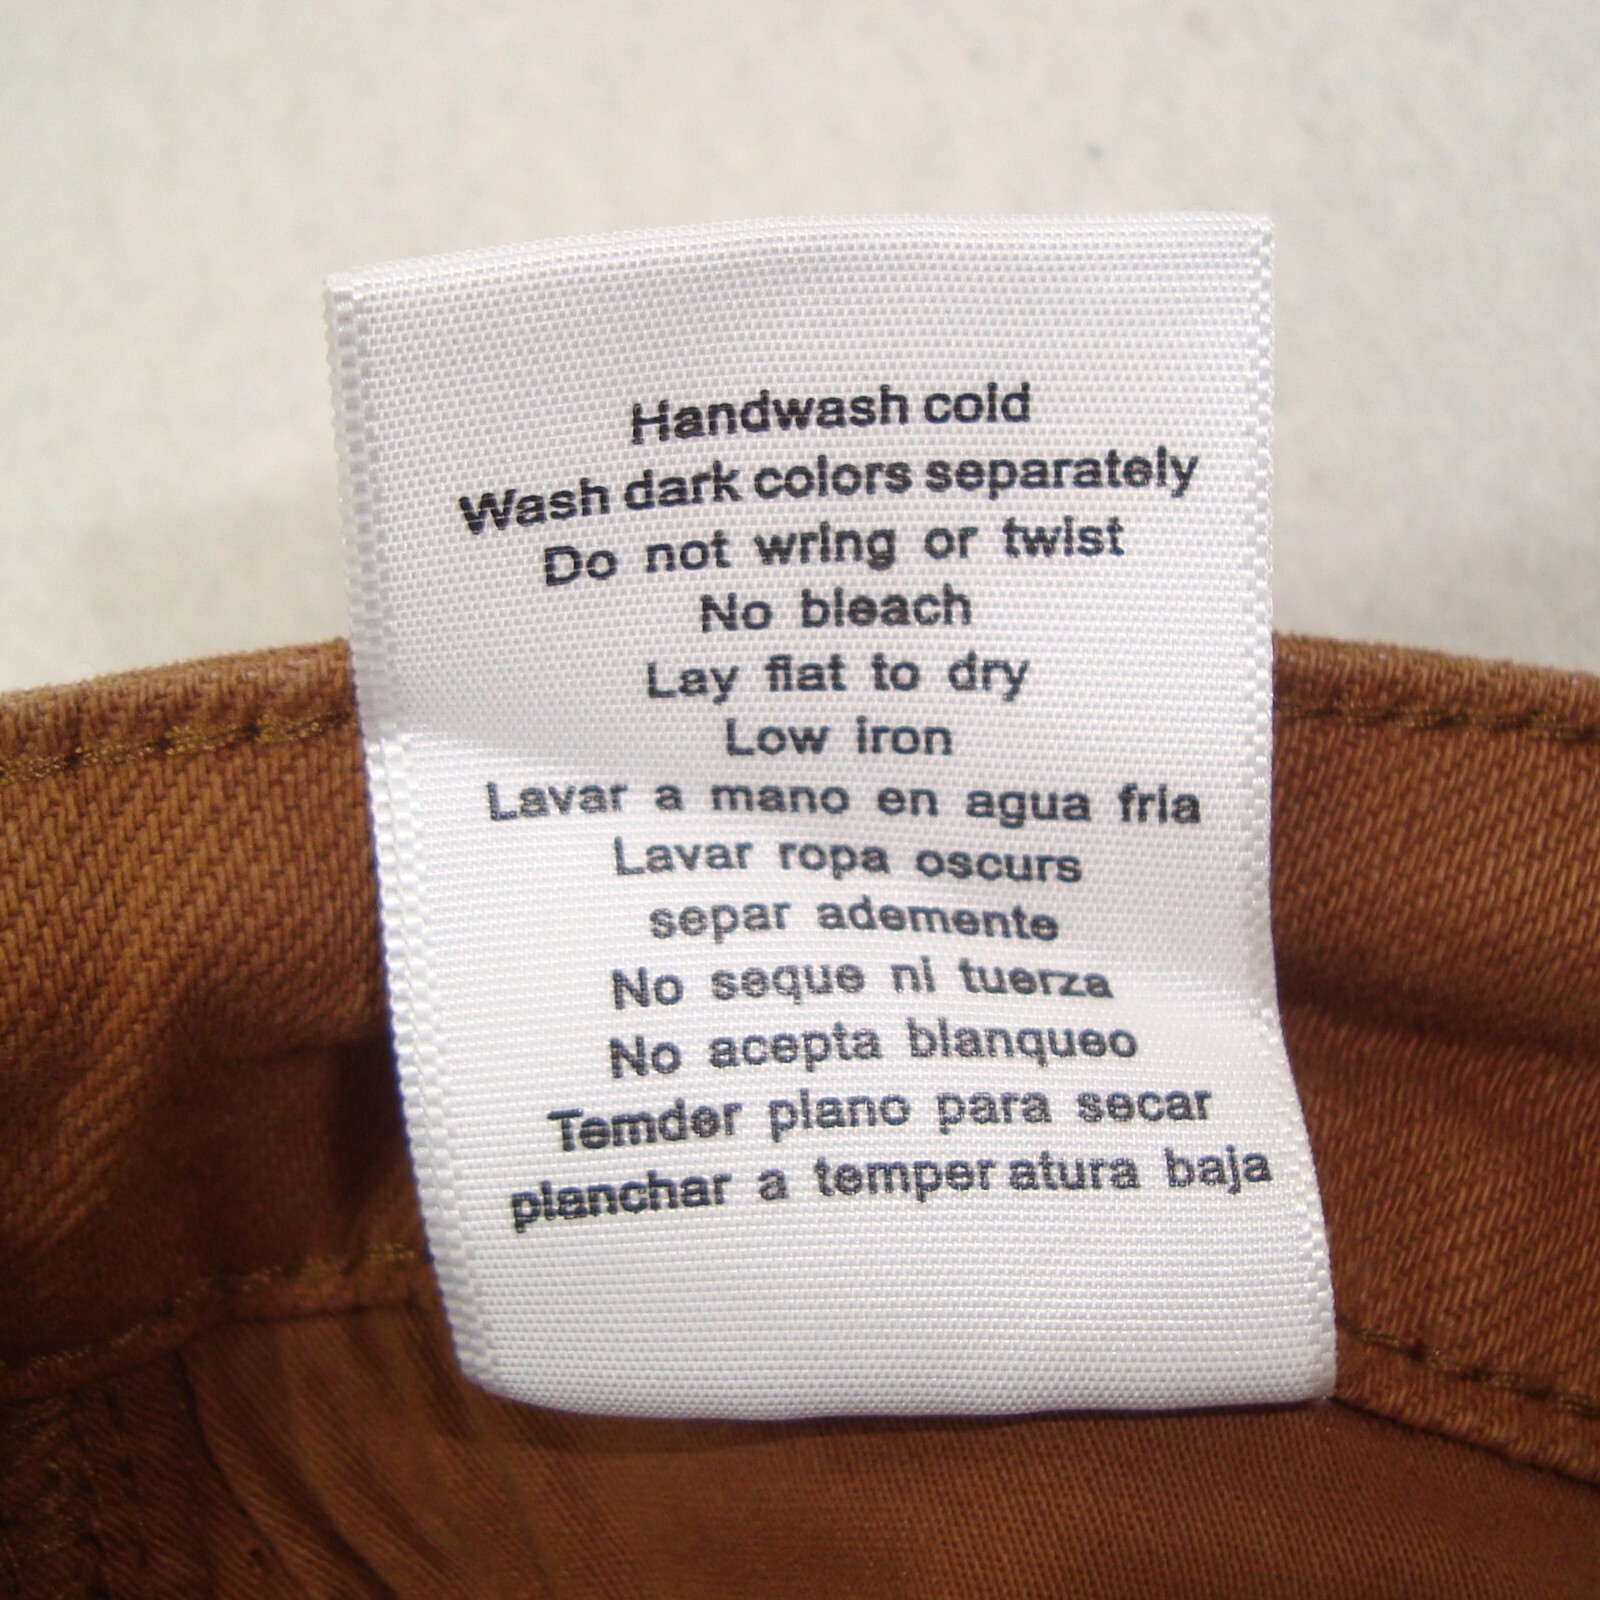 Handwash cold
Wash dark colors separately
Do not wring or twist
No bleach
Lay flat to dry
Low iron
Lavar a mano en agua fria
Lavar ropa oscurs
separ ademente
No seque ni tuerza
No acepta blanqueo
Temder plano para secar
planchar a temper atura baja